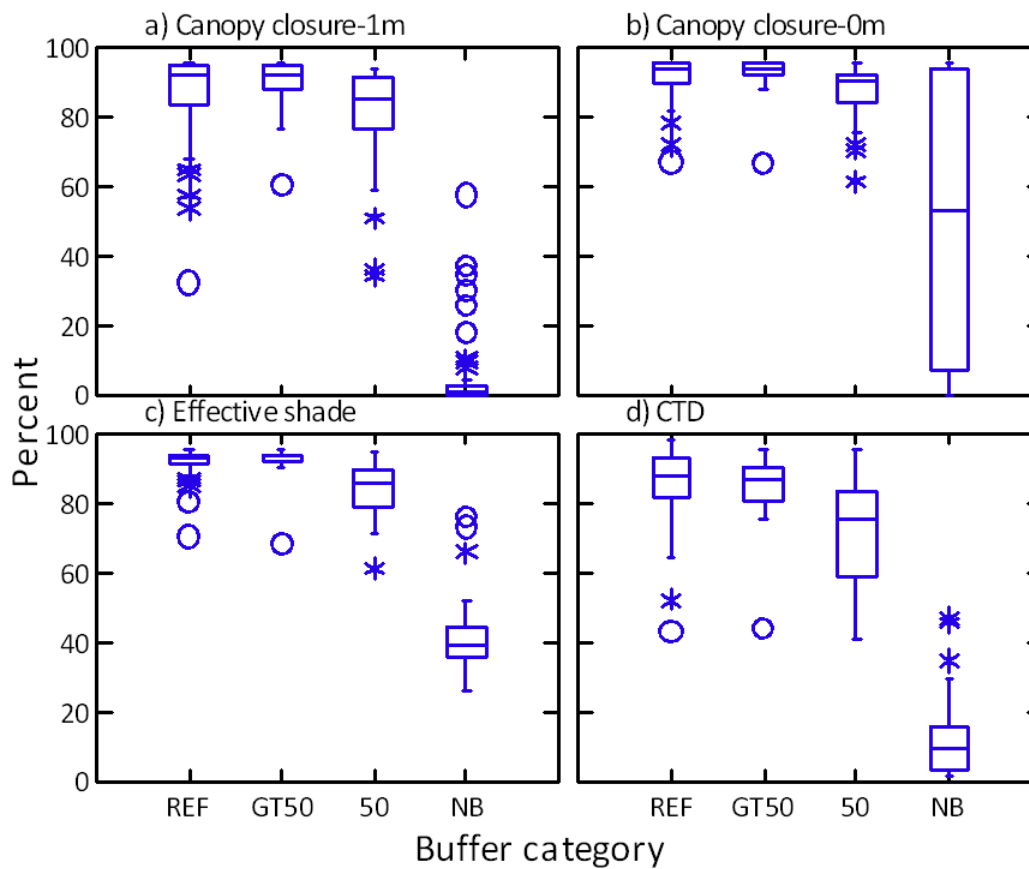 a) Canopy closure-1m
b) Canopy closure-0m
100
80
60
40
20
0
c) Effective shade
d) CTD
100
80
60
40
20
0
Percent
REF GT50 50 NB
REF GT50 50 NB
Buffer category